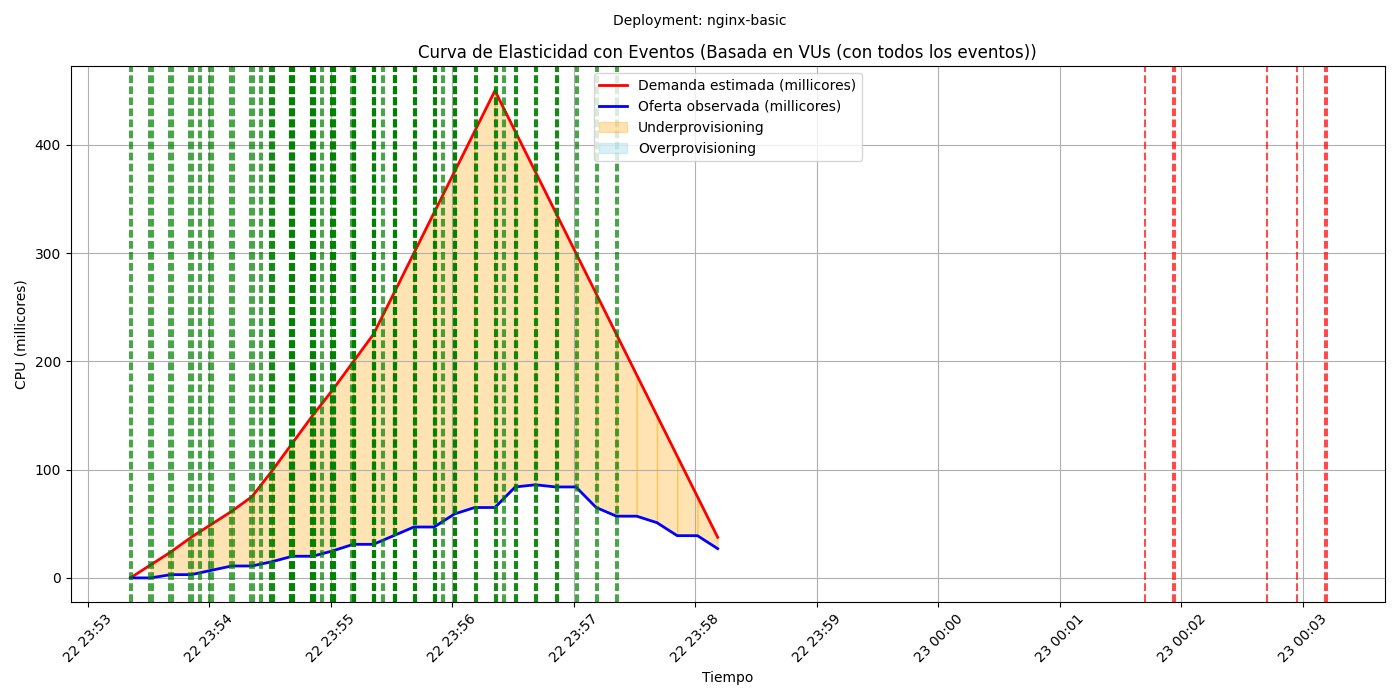 Deployment: nginx-basic
Curva de Elasticidad con Eventos (Basada en VUs (con todos los eventos))
Demanda estimada (millicores)
Oferta observada (millicores)
Underprovisioning
Overprovisioning
CPU (millicores)
400
300
200
100
0
22 23:53
22 23:54
22 23:55
22 23:56
22 23:57
22 23:58
22 23:59
23 00:00
23 00:01
23 00:02
23 00:03
Tiempo